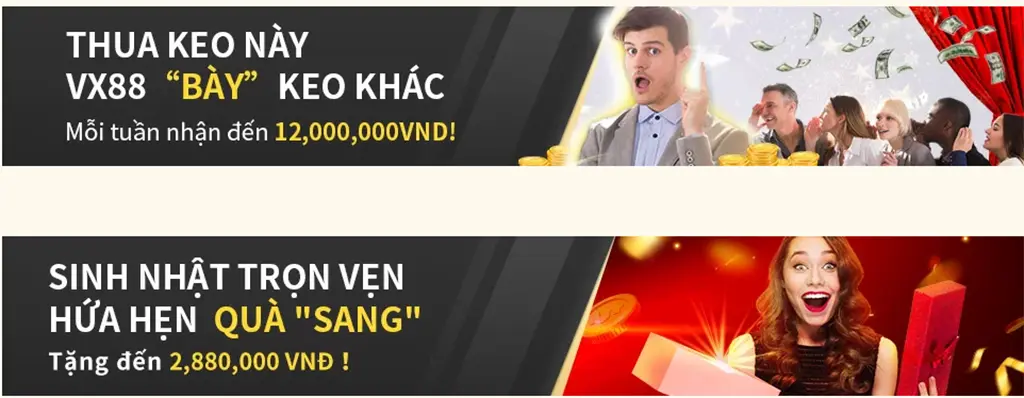 THUA KEO NÀY
VX88 “BÀY” KEO KHÁC
Mỗi tuần nhận đến 12,000,000VND!
SINH NHẬT TRỌN VẸN
HỨA HẸN QUÀ "SANG"
Tặng đến 2,880,000 VNĐ !